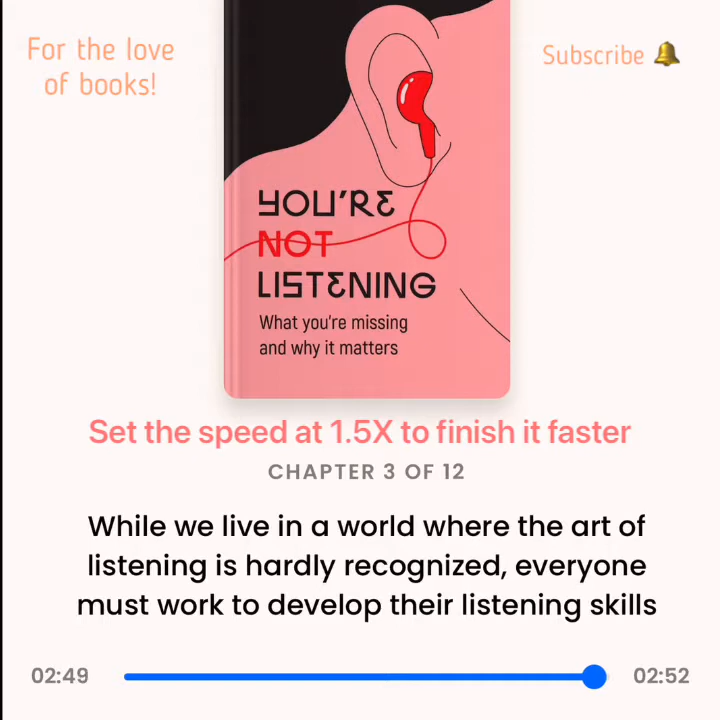 For the love
of books!
Subscribe 🔔
YOU'RE
NOT
LISTENING
What you're missing
and why it matters
Set the speed at 1.5X to finish it faster
CHAPTER 3 OF 12
While we live in a world where the art of
listening is hardly recognized, everyone
must work to develop their listening skills
02:49
02:52